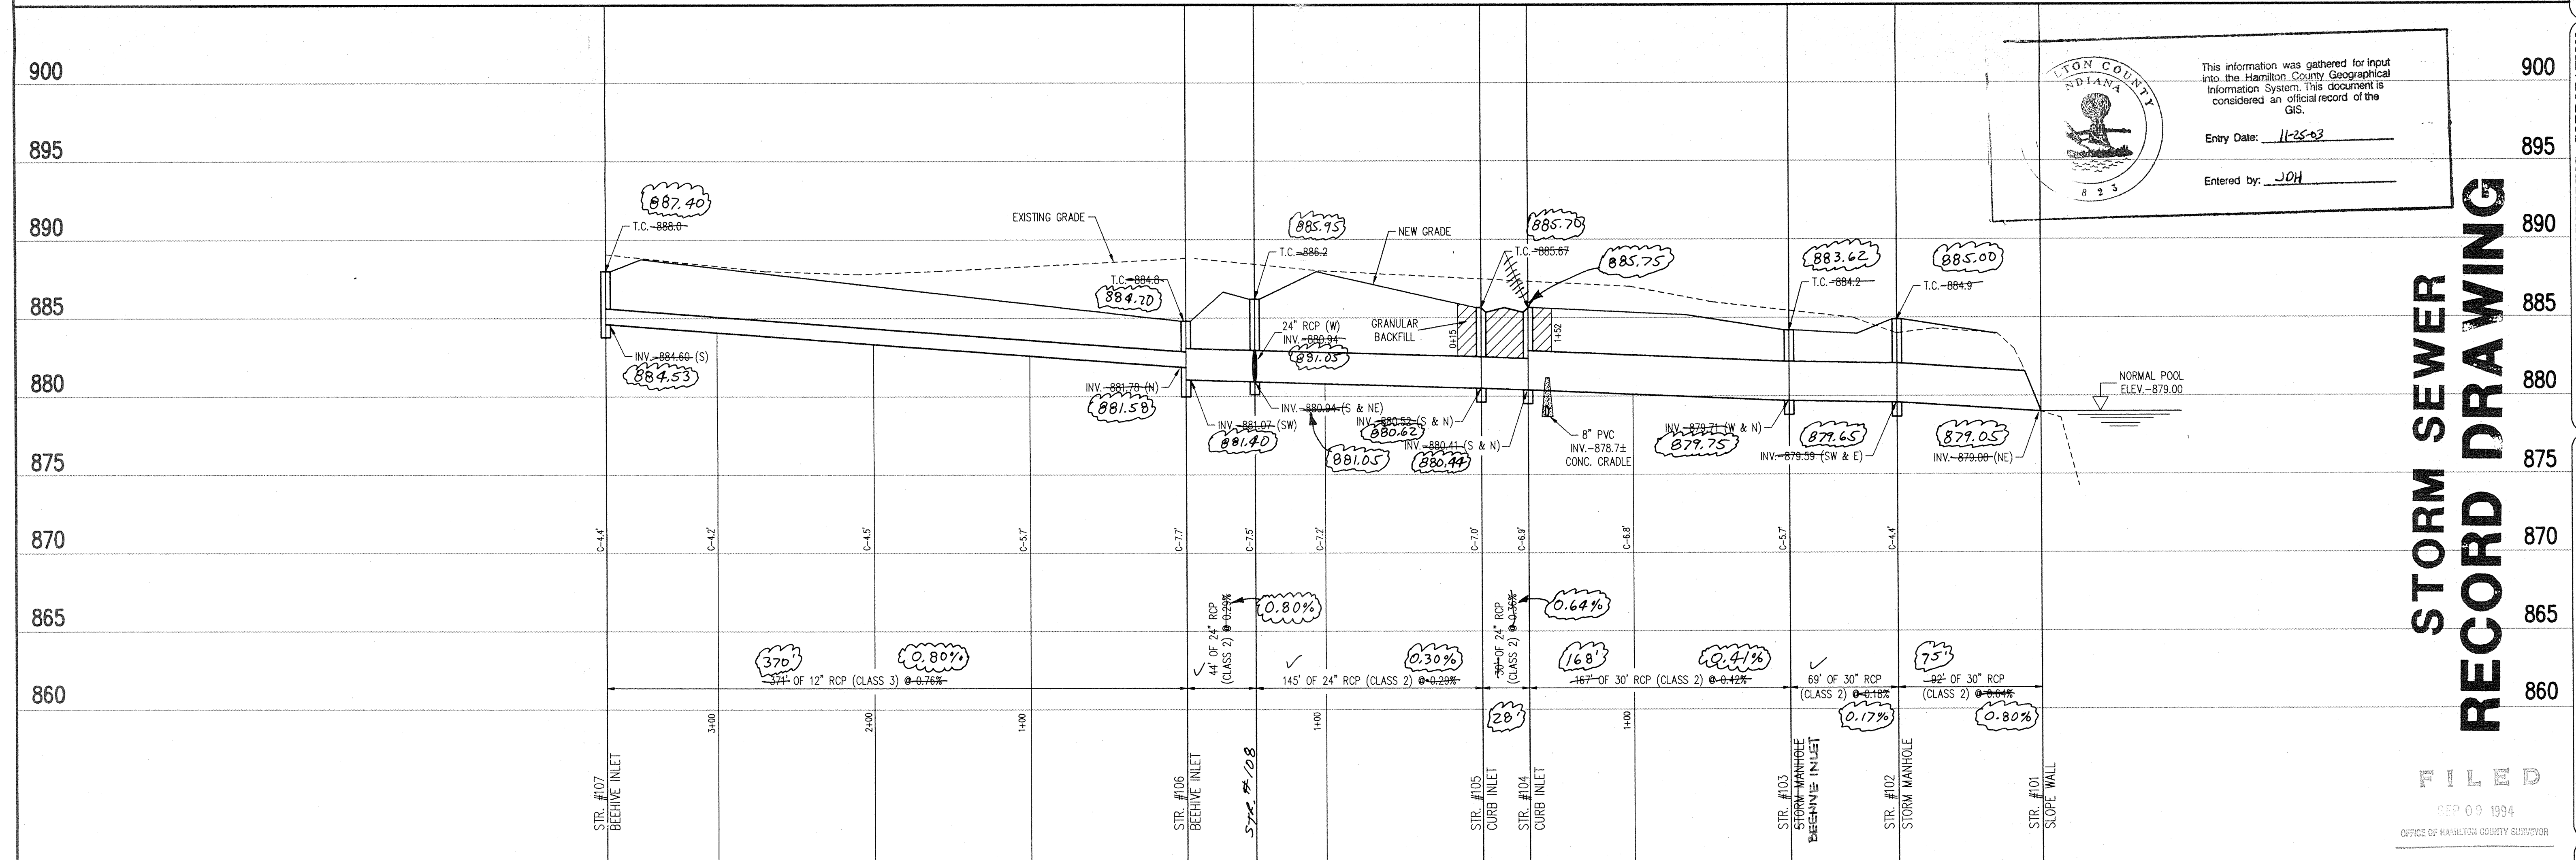 900
895
890
885
880
875
870
865
860
900
895
890
885
880
875
870
865
860
LTON COUNTY
NDIANA
823
This information was gathered for input
into the Hamilton County Geographical
Information System. This document is
considered an official record of the
GIS.
Entry Date: 11-25-03
Entered by: JDH
STORM SEWER
RECORD DRAWING
887.40
T.C.-888.0
EXISTING GRADE
885.95
T.C.-886.2
NEW GRADE
885.70
T.C.-885.67
885.75
883.62
T.C.-884.2
885.00
T.C.-884.9
T.C.-884.8
884.70
24" RCP (W)
INV.-880.94
881.05
GRANULAR
BACKFILL
0+15
1+52
INV.-884.60 (S)
884.53
INV.-881.78 (N)
881.58
INV.-881.07 (SW)
881.40
INV.-880.94 (S & NE)
881.05
INV.-880.52 (S & N)
880.62
INV.-880.41 (S & N)
880.44
8" PVC
INV.-878.7±
CONC. CRADLE
INV.-879.71 (W & N)
879.75
879.65
INV.-879.59 (SW & E)
879.05
INV.-879.00 (NE)
NORMAL POOL
ELEV.-879.00
C-4.4'
C-4.2'
C-4.5'
C-5.7'
C-7.7'
C-7.5'
C-7.2'
C-7.0'
C-6.9'
C-6.8'
C-5.7'
C-4.4'
370'
0.80%
371' OF 12" RCP (CLASS 3) @ 0.76%
44' OF 24" RCP
(CLASS 2) @ 0.29%
0.80%
0.30%
145' OF 24" RCP (CLASS 2) @ 0.29%
30' OF 24" RCP
(CLASS 2) @ 0.36%
0.64%
28'
168'
0.41%
167' OF 30' RCP (CLASS 2) @ 0.42%
69' OF 30" RCP
(CLASS 2) @ 0.18%
0.17%
75'
92' OF 30" RCP
(CLASS 2) @ 0.64%
0.80%
3+00
2+00
1+00
1+00
1+00
STR. #107
BEEHIVE INLET
STR. #106
BEEHIVE INLET
STR. #108
STR. #105
CURB INLET
STR. #104
CURB INLET
STR. #103
STORM MANHOLE
BEEHIVE INLET
STR. #102
STORM MANHOLE
STR. #101
SLOPE WALL
FILED
SEP 09 1994
OFFICE OF HAMILTON COUNTY SURVEYOR